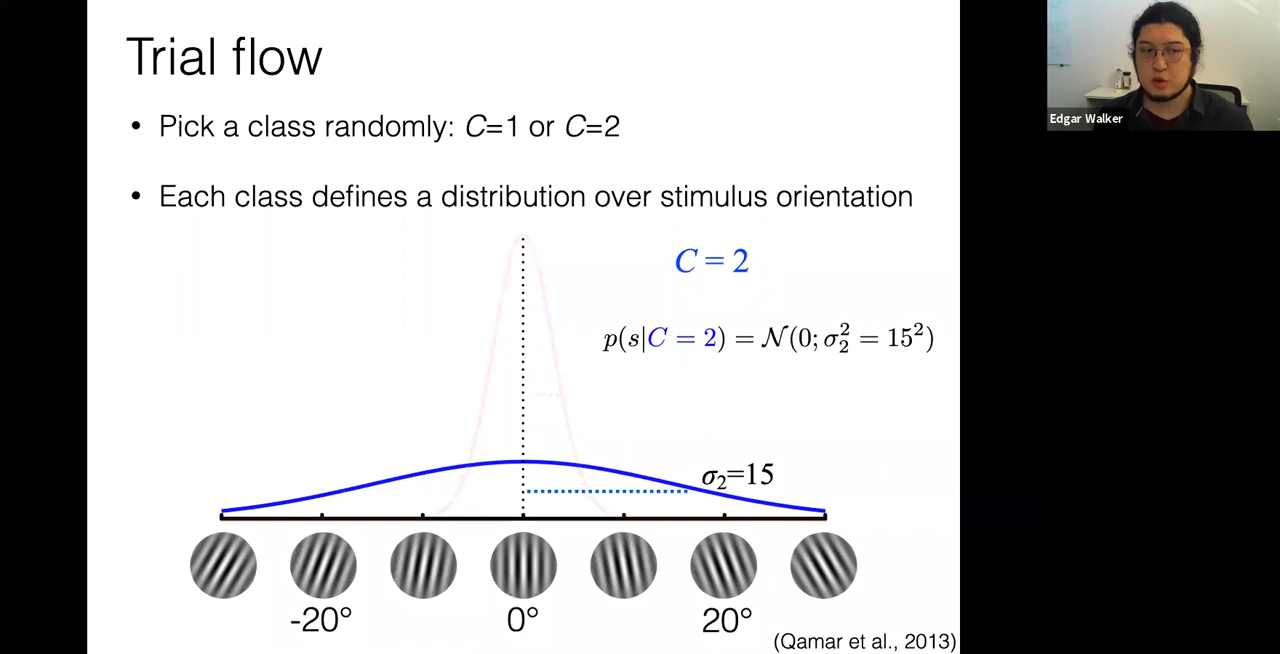 Trial flow
• Pick a class randomly: C=1 or C=2
• Each class defines a distribution over stimulus orientation
C = 2
p(s|C = 2) = 𝒩(0; σ₂² = 15²)
σ₂=15
-20° 0° 20°
(Qamar et al., 2013)
Edgar Walker